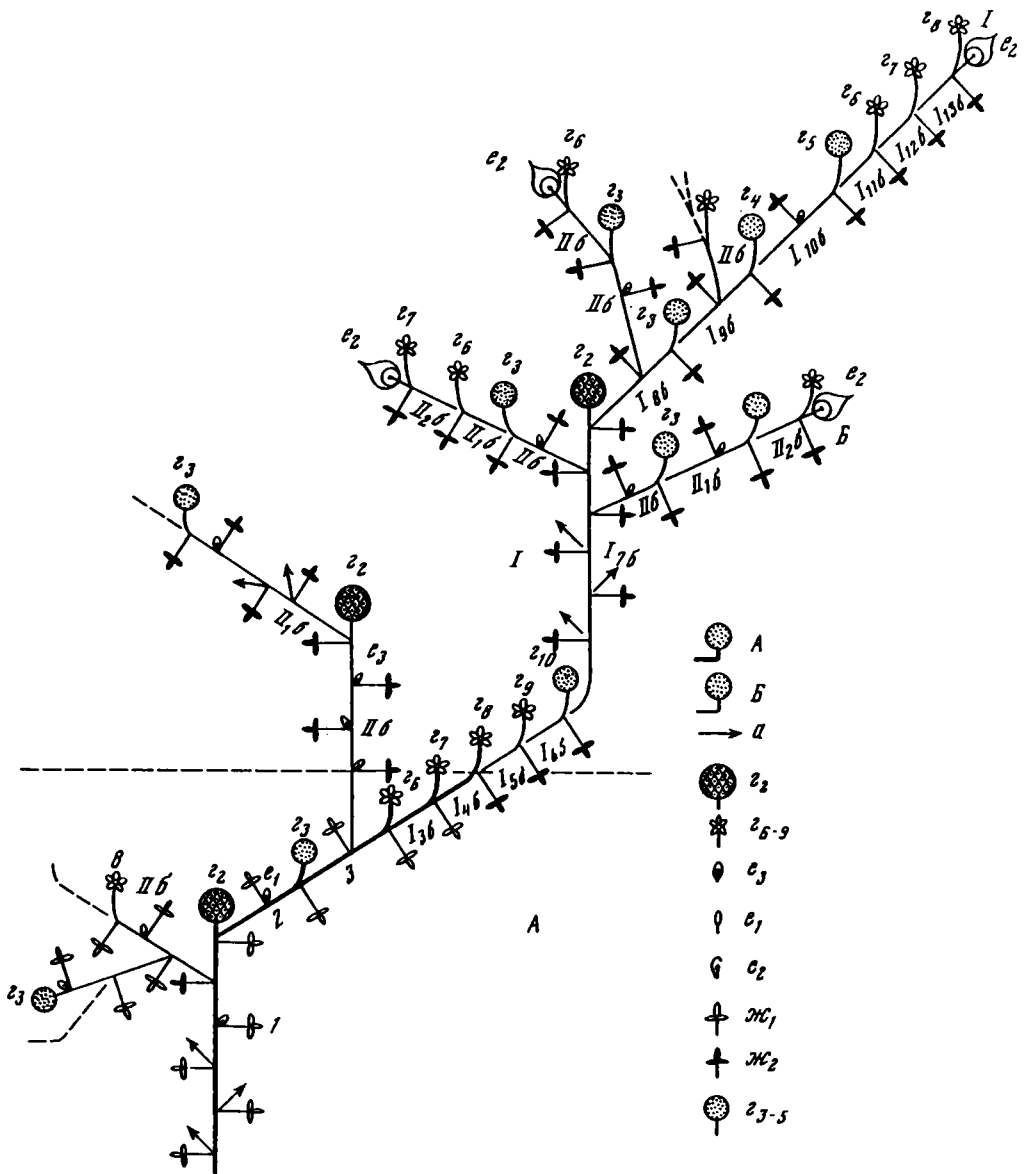 г₈
I
е₂
г₇
г₆
I₁₃б
г₅
I₁₂б
I₁₁б
г₆
е₂
г₃
г₄
I₁₀б
IIб
IIб
IIб
г₃
I₉б
г₇
е₂
г₆
г₃
г₂
I₈б
е₂
г₃
Б
II₂б
II₂б
II₁б
IIб
II₁б
IIб
г₃
I
I₇б
г₂
II₁б
е₃
г₁₀
IIб
г₉
г₈
г₇
г₆
I₆б
I₅б
I₄б
I₃б
г₃
3
е₁
2
в
IIб
г₂
А
г₃
1
А
Б
а
г₂
г₆₋₉
е₃
е₁
е₂
ж₁
ж₂
г₃₋₅